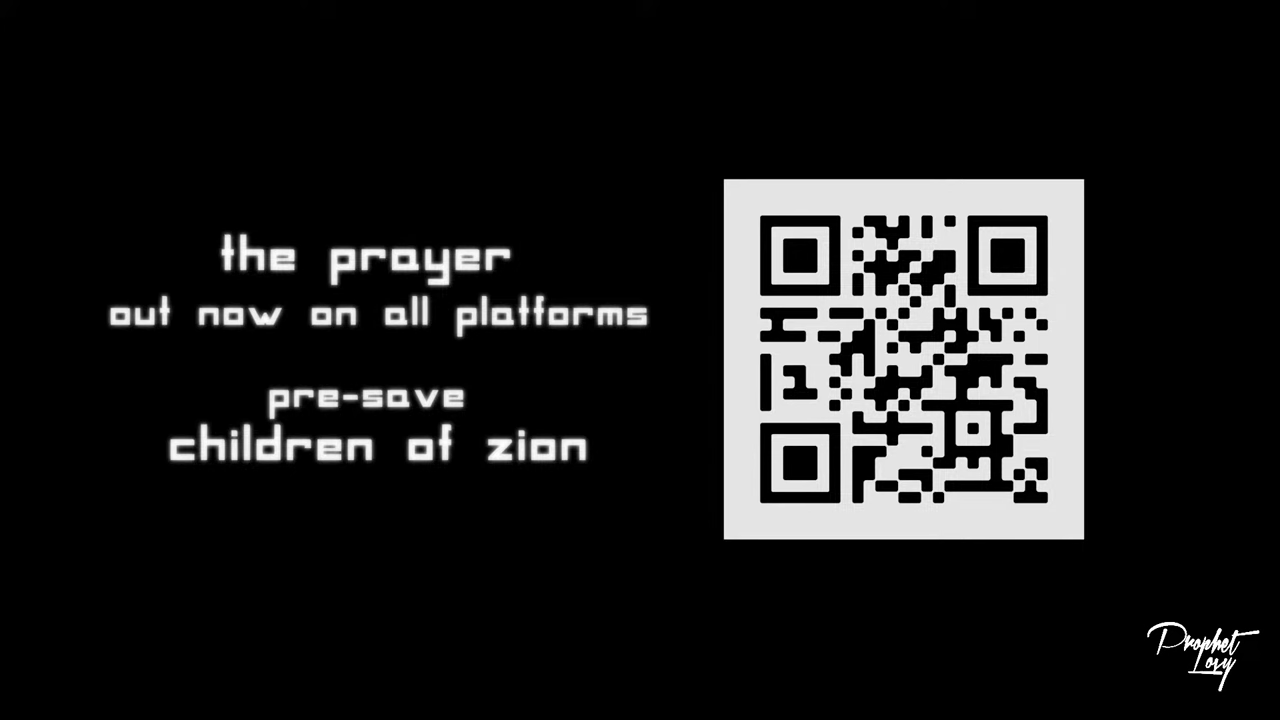 the prayer
out now on all platforms
pre-save
children of zion
Prophet
Lovy